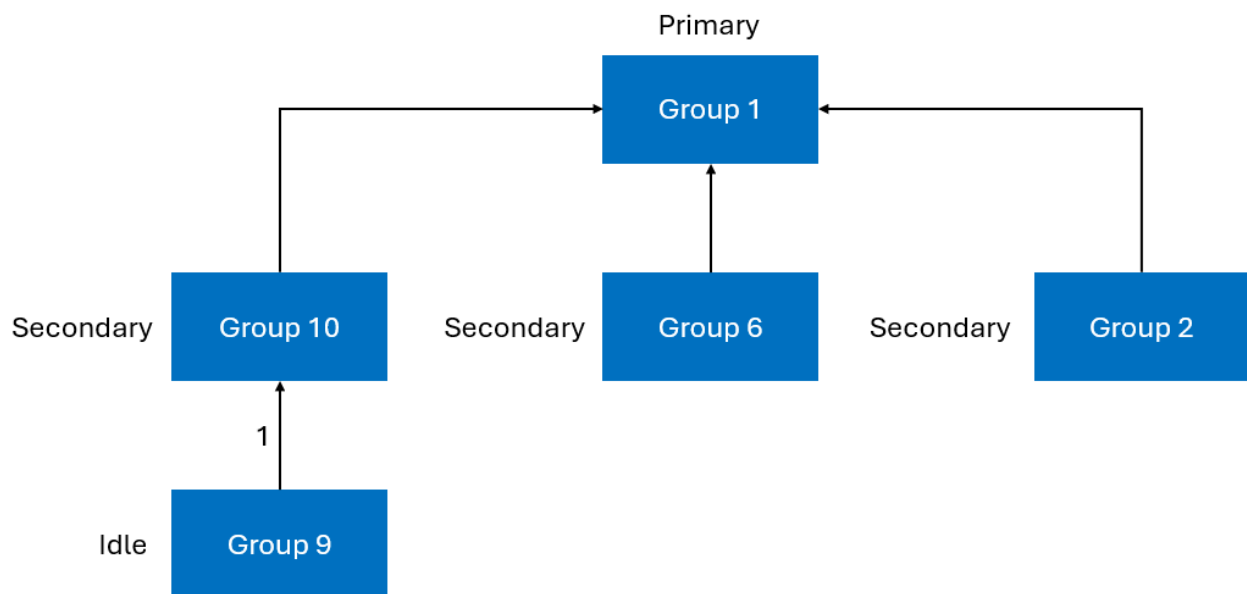 Primary
Group 1
Secondary
Group 10
Secondary
Group 6
Secondary
Group 2
1
Idle
Group 9